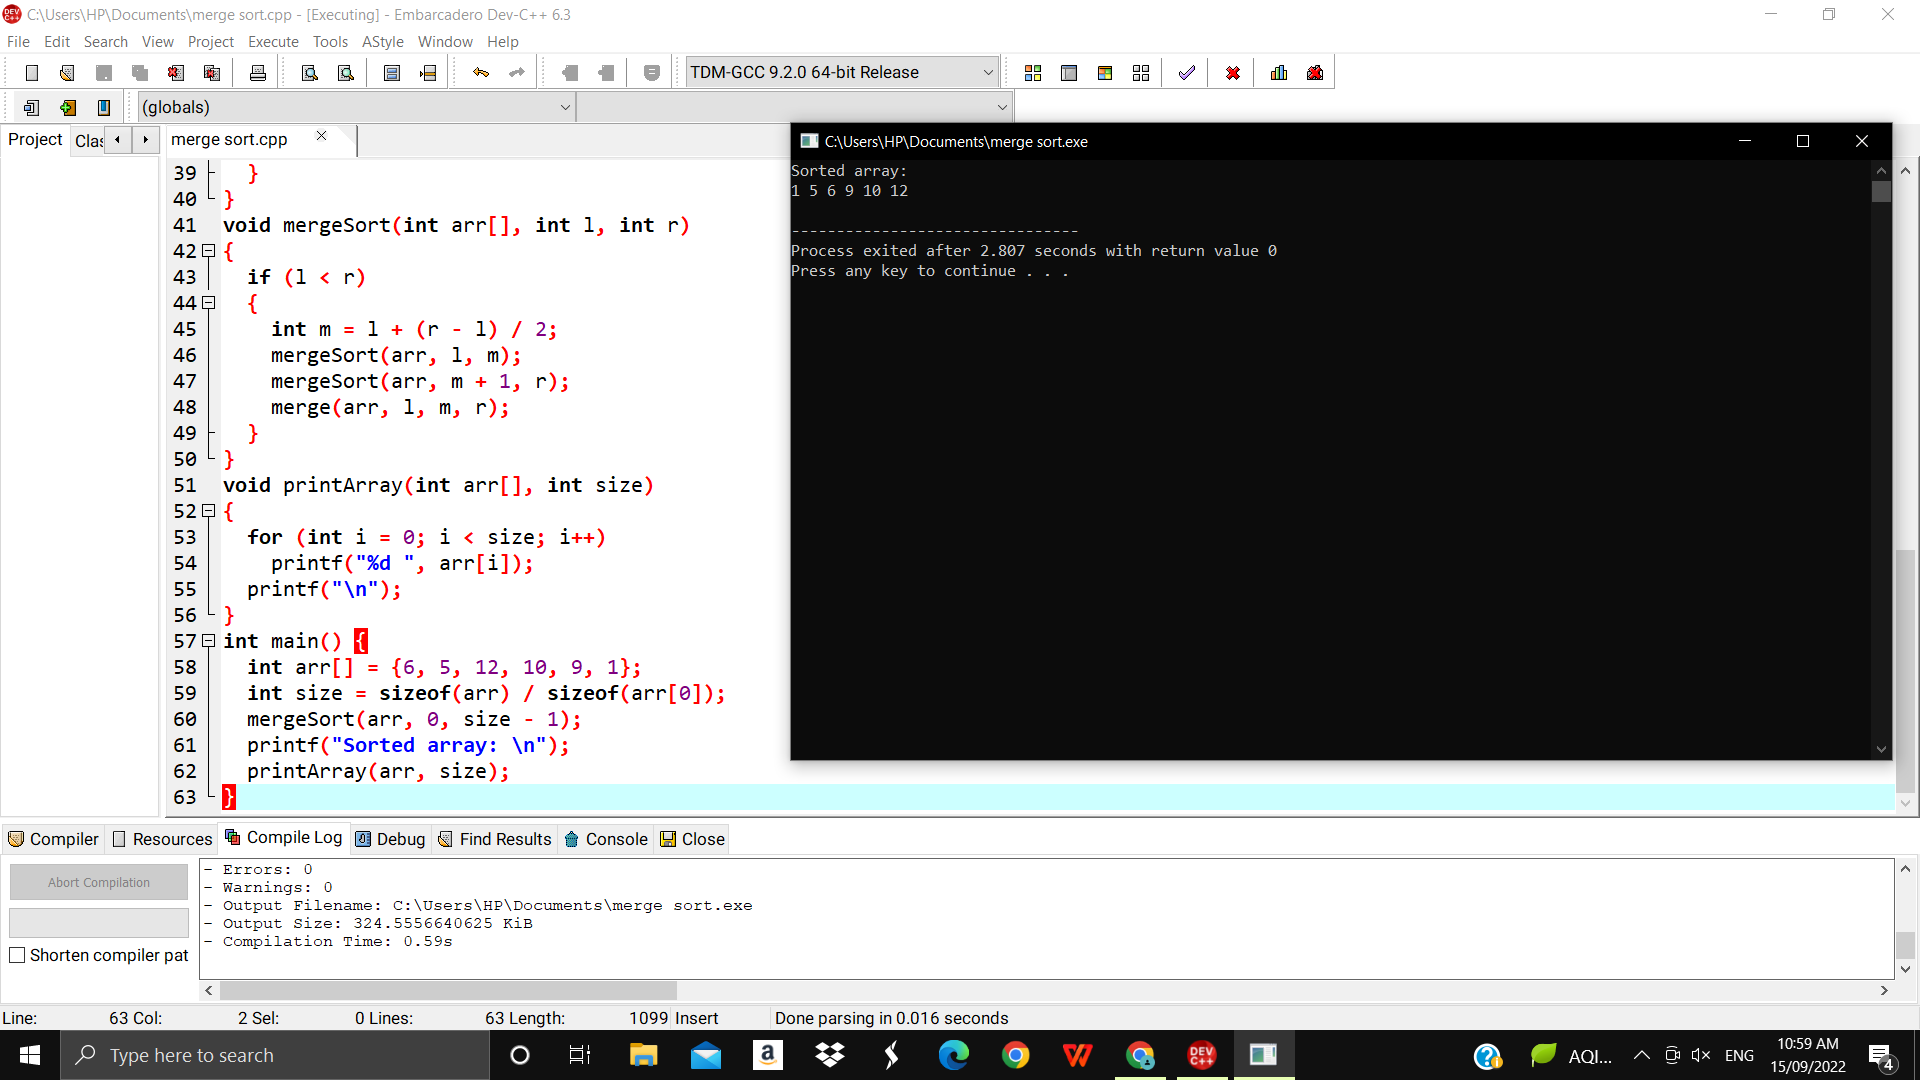 C:\Users\HP\Documents\merge sort.cpp - [Executing] - Embarcadero Dev-C++ 6.3
File Edit Search View Project Execute Tools AStyle Window Help
TDM-GCC 9.2.0 64-bit Release
(globals)
Project Clas merge sort.cpp
39 }
40 }
41 void mergeSort(int arr[], int l, int r)
42 {
43 if (l < r)
44 {
45 int m = l + (r - l) / 2;
46 mergeSort(arr, l, m);
47 mergeSort(arr, m + 1, r);
48 merge(arr, l, m, r);
49 }
50 }
51 void printArray(int arr[], int size)
52 {
53 for (int i = 0; i < size; i++)
54 printf("%d ", arr[i]);
55 printf("\n");
56 }
57 int main() {
58 int arr[] = {6, 5, 12, 10, 9, 1};
59 int size = sizeof(arr) / sizeof(arr[0]);
60 mergeSort(arr, 0, size - 1);
61 printf("Sorted array: \n");
62 printArray(arr, size);
63 }
C:\Users\HP\Documents\merge sort.exe
Sorted array:
1 5 6 9 10 12
--------------------------------
Process exited after 2.807 seconds with return value 0
Press any key to continue . . .
Compiler Resources Compile Log Debug Find Results Console Close
Abort Compilation
Shorten compiler pat
- Errors: 0
- Warnings: 0
- Output Filename: C:\Users\HP\Documents\merge sort.exe
- Output Size: 324.5556640625 KiB
- Compilation Time: 0.59s
Line: 63 Col: 2 Sel: 0 Lines: 63 Length: 1099 Insert Done parsing in 0.016 seconds
Type here to search
AQI... ENG 10:59 AM
15/09/2022
4